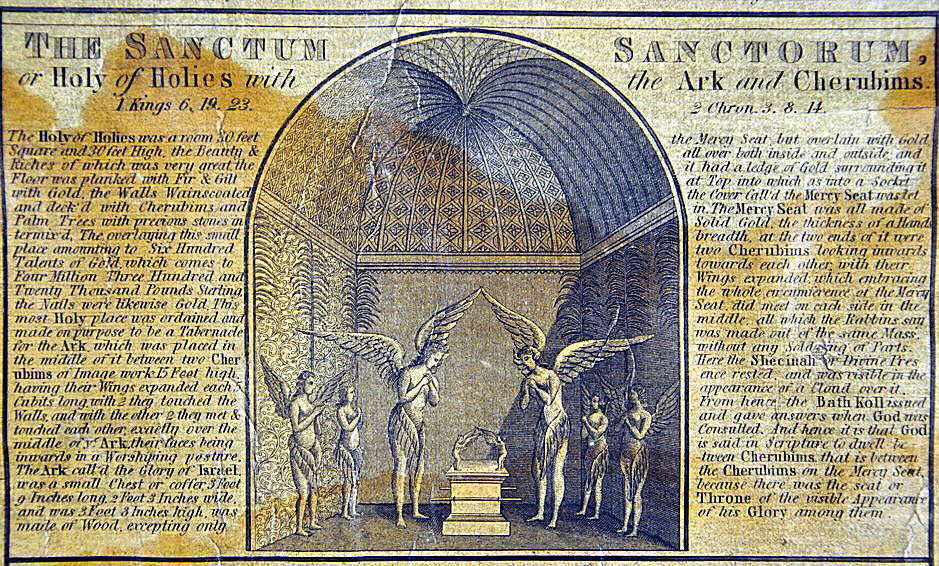 THE SANCTUM SANCTORUM,
or Holy of Holies with the Ark and Cherubims.
1 Kings 6, 19. 23. 2 Chron. 3. 8. 14.
The Holy of Holies was a room 30 feet
Square and 30 feet High, the Beauty &
Riches of which was very great the
Floor was planked with Fir & Gilt
with Gold, the Walls Wainscoated
and deck'd with Cherubims and
Palm Trees with precious stones in
termix'd, The overlaying this small
place amounting to Six Hundred
Talents of Gold, which comes to
Four Million Three Hundred and
Twenty Thousand Pounds Sterling
the Nails were likewise Gold. This
most Holy place was ordained and
made on purpose to be a Tabernacle
for the Ark, which was placed in
the middle of it between two Cher
ubims of Image work 15 Foot high,
having their Wings expanded each 5
Cubits long, with 2 they touched the
Walls, and with the other 2 they met &
touched each other, exactly over the
middle of yᵉ Ark, their faces being
inwards in a Worshiping posture.
The Ark call'd the Glory of Israel,
was a small Chest or coffer 3 Foot
9 Inches long, 2 Foot 3 Inches wide,
and was 3 Foot 3 Inches high, was
made of Wood, excepting only
the Mercy Seat, but overlain with Gold
all over both inside and outside, and
it had a ledge of Gold surrounding it
at Top into which as into a Socket
the Cover call'd the Mercy Seat was set
in. The Mercy Seat was all made of
Solid Gold, the thickness of a Hands
breadth, at the two ends of it were
two Cherubims looking inwards
towards each other, with their
Wings expanded, which embracing
the whole circumference of the Mercy
Seat, and met on each side in the
middle, all which the Rabbins say
was made out of the same Mass
without any Soldering of Parts.
Here the Shecinah or Divine Pres
ence rested, and was visible in the
appearance of a Cloud over it
From hence the Bath Koll issued
and gave answers when God was
Consulted. And hence it is that God
is said in Scripture to dwell be
tween Cherubims, that is between
the Cherubims on the Mercy Seat,
because there was the seat or
Throne of the visible Appearance
of his Glory among them